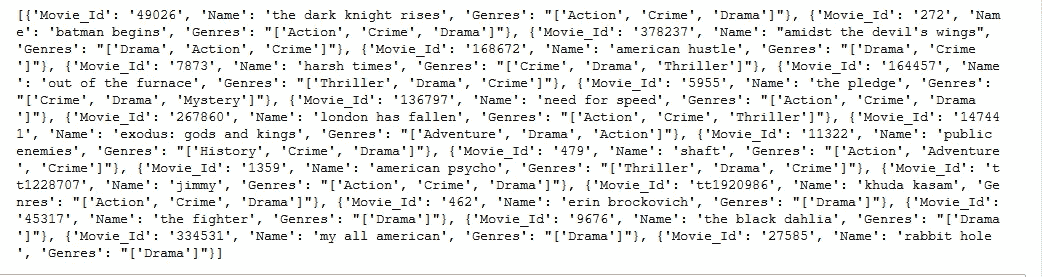 [{'Movie_Id': '49026', 'Name': 'the dark knight rises', 'Genres': "['Action', 'Crime', 'Drama']"}, {'Movie_Id': '272', 'Nam
e': 'batman begins', 'Genres': "['Action', 'Crime', 'Drama']"}, {'Movie_Id': '378237', 'Name': "amidst the devil's wings",
'Genres': "['Drama', 'Action', 'Crime']"}, {'Movie_Id': '168672', 'Name': 'american hustle', 'Genres': "['Drama', 'Crime
']"}, {'Movie_Id': '7873', 'Name': 'harsh times', 'Genres': "['Crime', 'Drama', 'Thriller']"}, {'Movie_Id': '164457', 'Name
': 'out of the furnace', 'Genres': "['Thriller', 'Drama', 'Crime']"}, {'Movie_Id': '5955', 'Name': 'the pledge', 'Genres':
"['Crime', 'Drama', 'Mystery']"}, {'Movie_Id': '136797', 'Name': 'need for speed', 'Genres': "['Action', 'Crime', 'Drama
']"}, {'Movie_Id': '267860', 'Name': 'london has fallen', 'Genres': "['Action', 'Crime', 'Thriller']"}, {'Movie_Id': '14744
1', 'Name': 'exodus: gods and kings', 'Genres': "['Adventure', 'Drama', 'Action']"}, {'Movie_Id': '11322', 'Name': 'public
enemies', 'Genres': "['History', 'Crime', 'Drama']"}, {'Movie_Id': '479', 'Name': 'shaft', 'Genres': "['Action', 'Adventure
', 'Crime']"}, {'Movie_Id': '1359', 'Name': 'american psycho', 'Genres': "['Thriller', 'Drama', 'Crime']"}, {'Movie_Id': 't
t1228707', 'Name': 'jimmy', 'Genres': "['Action', 'Crime', 'Drama']"}, {'Movie_Id': 'tt1920986', 'Name': 'khuda kasam', 'Ge
nres': "['Action', 'Crime', 'Drama']"}, {'Movie_Id': '462', 'Name': 'erin brockovich', 'Genres': "['Drama']"}, {'Movie_Id':
'45317', 'Name': 'the fighter', 'Genres': "['Drama']"}, {'Movie_Id': '9676', 'Name': 'the black dahlia', 'Genres': "['Drama
']"}, {'Movie_Id': '334531', 'Name': 'my all american', 'Genres': "['Drama']"}, {'Movie_Id': '27585', 'Name': 'rabbit hole
', 'Genres': "['Drama']"}]